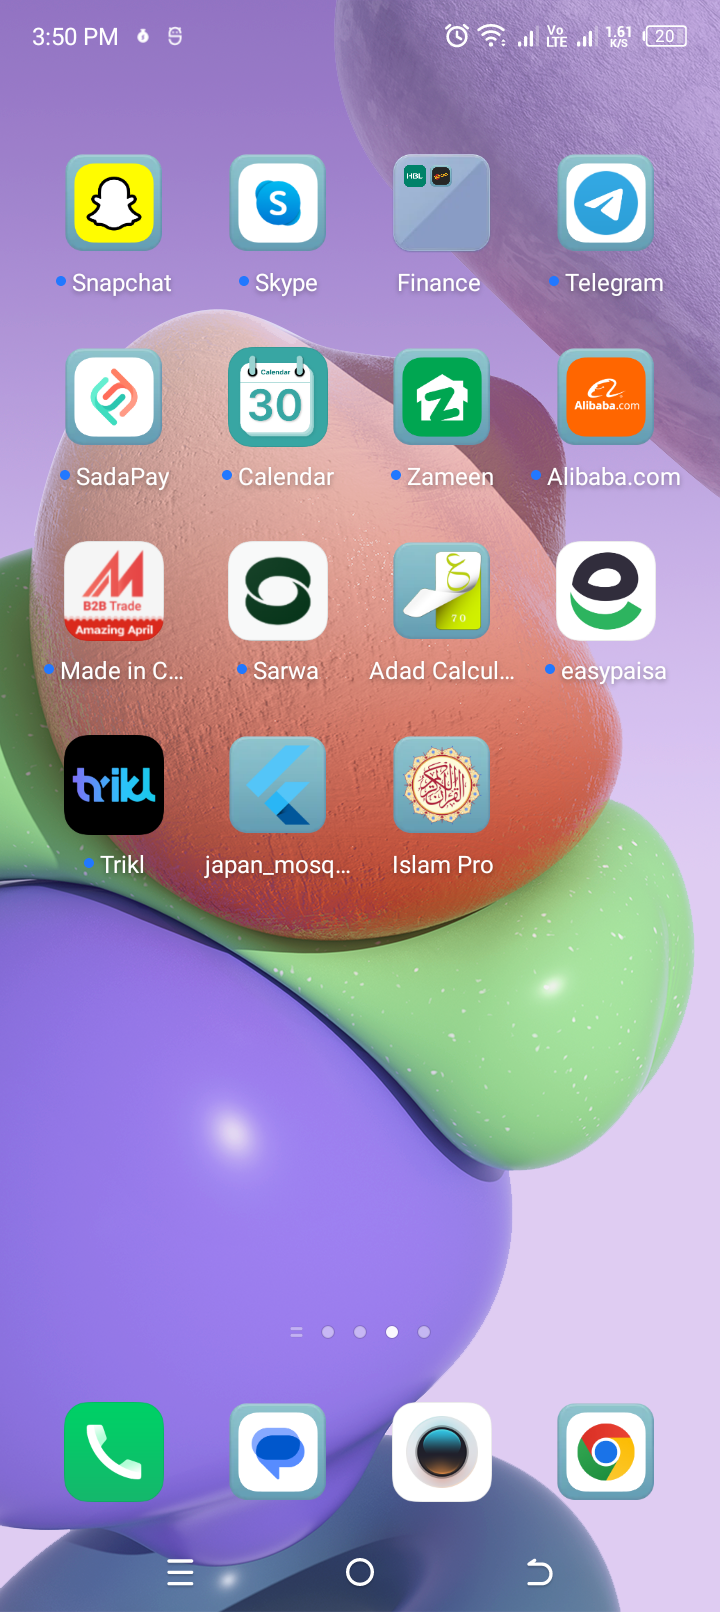 3:50 PM
Vo
LTE
1.61
K/S
20
HBL
Snapchat
S
Skype
Finance
Telegram
SadaPay
Calendar
30
Calendar
Zameen
Alibaba.com
Alibaba.com
B2B Trade
Amazing April
Made in C...
Sarwa
ع
70
Adad Calcul...
easypaisa
trikl
Trikl
japan_mosq...
القرآن الكريم
Islam Pro